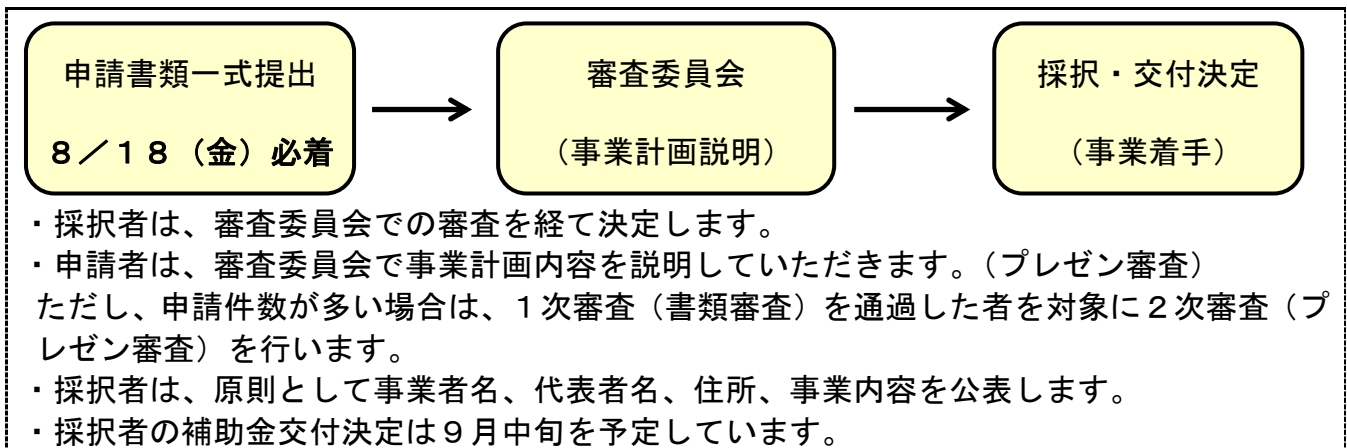 申請書類一式提出
８／１８（金）必着
審査委員会
（事業計画説明）
採択・交付決定
（事業着手）
・採択者は、審査委員会での審査を経て決定します。
・申請者は、審査委員会で事業計画内容を説明していただきます。（プレゼン審査）
ただし、申請件数が多い場合は、１次審査（書類審査）を通過した者を対象に２次審査（プ
レゼン審査）を行います。
・採択者は、原則として事業者名、代表者名、住所、事業内容を公表します。
・採択者の補助金交付決定は９月中旬を予定しています。